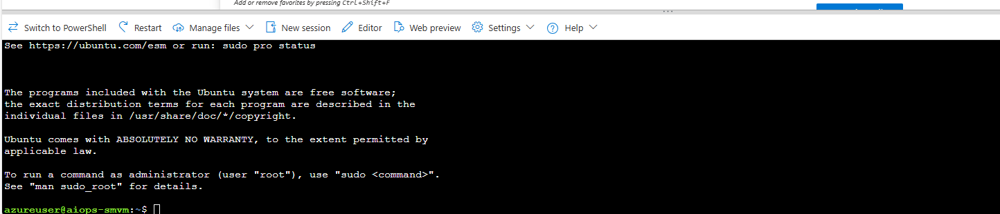 Add or remove favorites by pressing Ctrl+Shift+F
Switch to PowerShell Restart Manage files New session Editor Web preview Settings Help
See https://ubuntu.com/esm or run: sudo pro status
The programs included with the Ubuntu system are free software;
the exact distribution terms for each program are described in the
individual files in /usr/share/doc/*/copyright.
Ubuntu comes with ABSOLUTELY NO WARRANTY, to the extent permitted by
applicable law.
To run a command as administrator (user "root"), use "sudo <command>".
See "man sudo_root" for details.
azureuser@aiops-smvm:~$